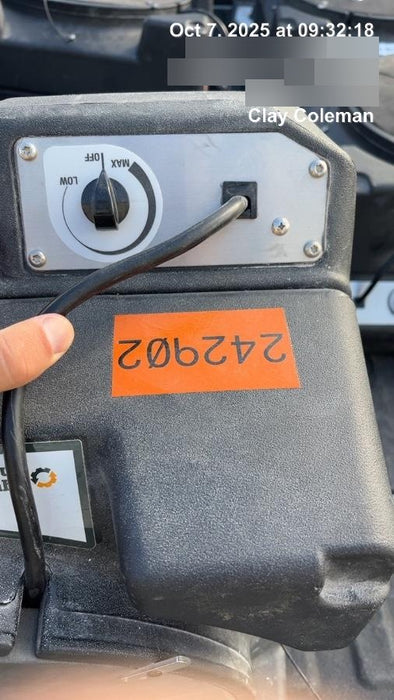 Oct 7, 2025 at 09:32:18
Clay Coleman
LOW
OFF
MAX
242902